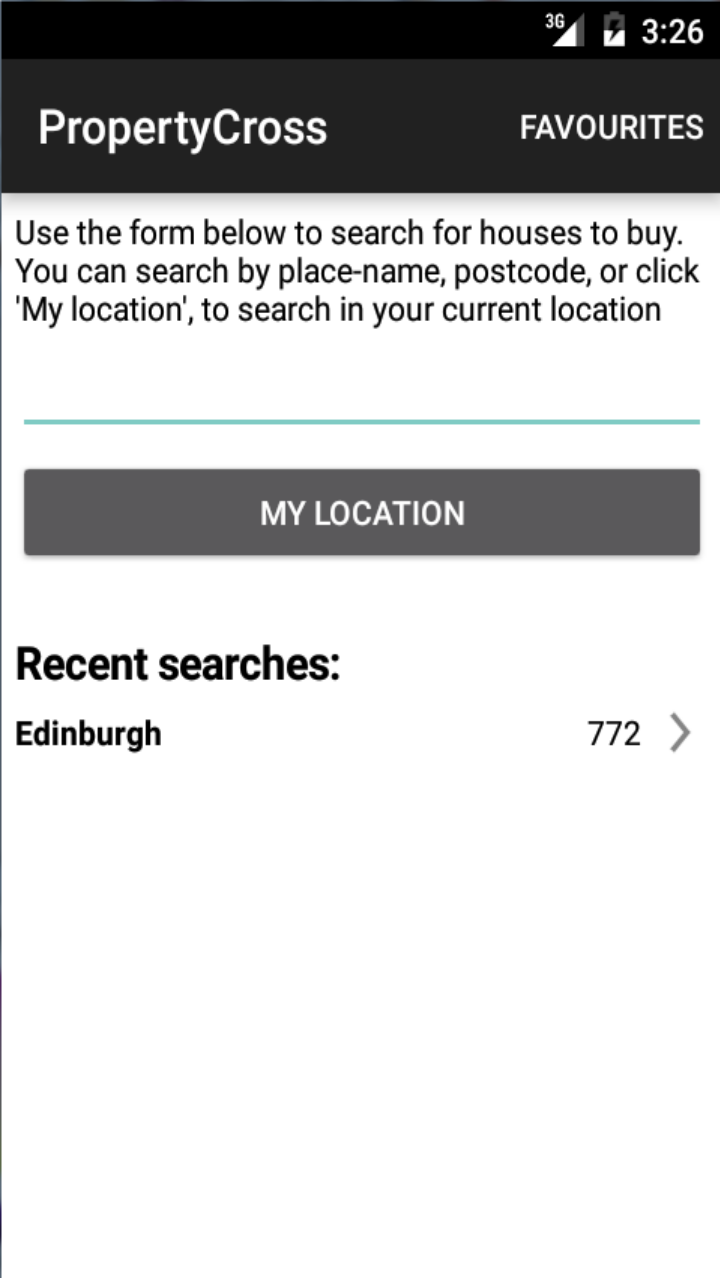 3G 3:26
PropertyCross FAVOURITES
Use the form below to search for houses to buy.
You can search by place-name, postcode, or click
'My location', to search in your current location
MY LOCATION
Recent searches:
Edinburgh 772